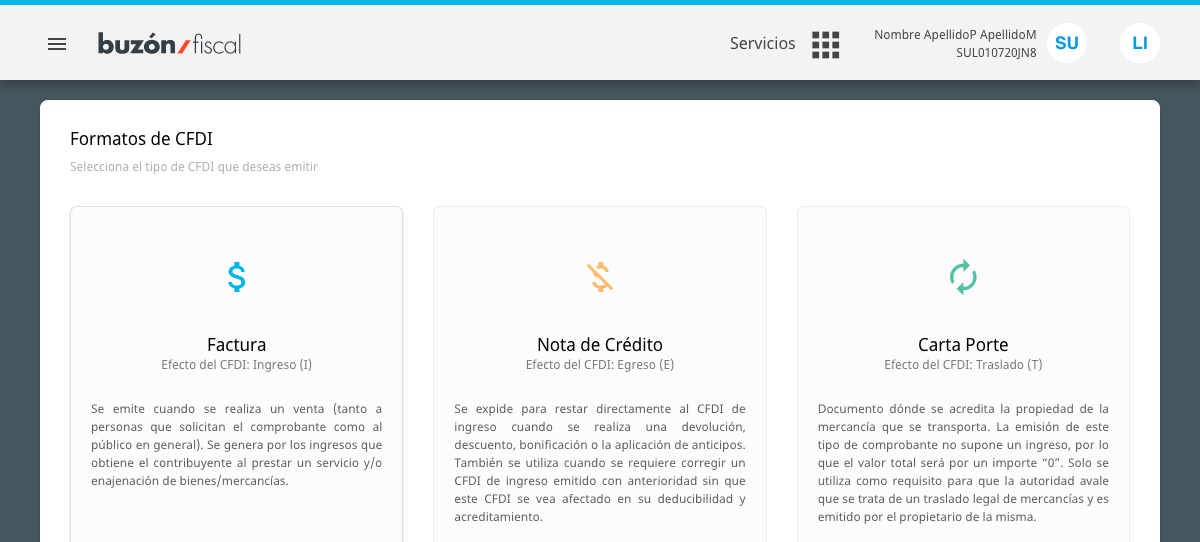 buzón/fiscal
Servicios
Nombre ApellidoP ApellidoM
SUL010720JN8
SU
LI
Formatos de CFDI
Selecciona el tipo de CFDI que deseas emitir
$
Factura
Efecto del CFDI: Ingreso (I)
Se emite cuando se realiza un venta (tanto a
personas que solicitan el comprobante como al
público en general). Se genera por los ingresos que
obtiene el contribuyente al prestar un servicio y/o
enajenación de bienes/mercancías.
Nota de Crédito
Efecto del CFDI: Egreso (E)
Se expide para restar directamente al CFDI de
ingreso cuando se realiza una devolución,
descuento, bonificación o la aplicación de anticipos.
También se utiliza cuando se requiere corregir un
CFDI de ingreso emitido con anterioridad sin que
este CFDI se vea afectado en su deducibilidad y
acreditamiento.
Carta Porte
Efecto del CFDI: Traslado (T)
Documento dónde se acredita la propiedad de la
mercancía que se transporta. La emisión de este
tipo de comprobante no supone un ingreso, por lo
que el valor total será por un importe “0”. Solo se
utiliza como requisito para que la autoridad avale
que se trata de un traslado legal de mercancías y es
emitido por el propietario de la misma.